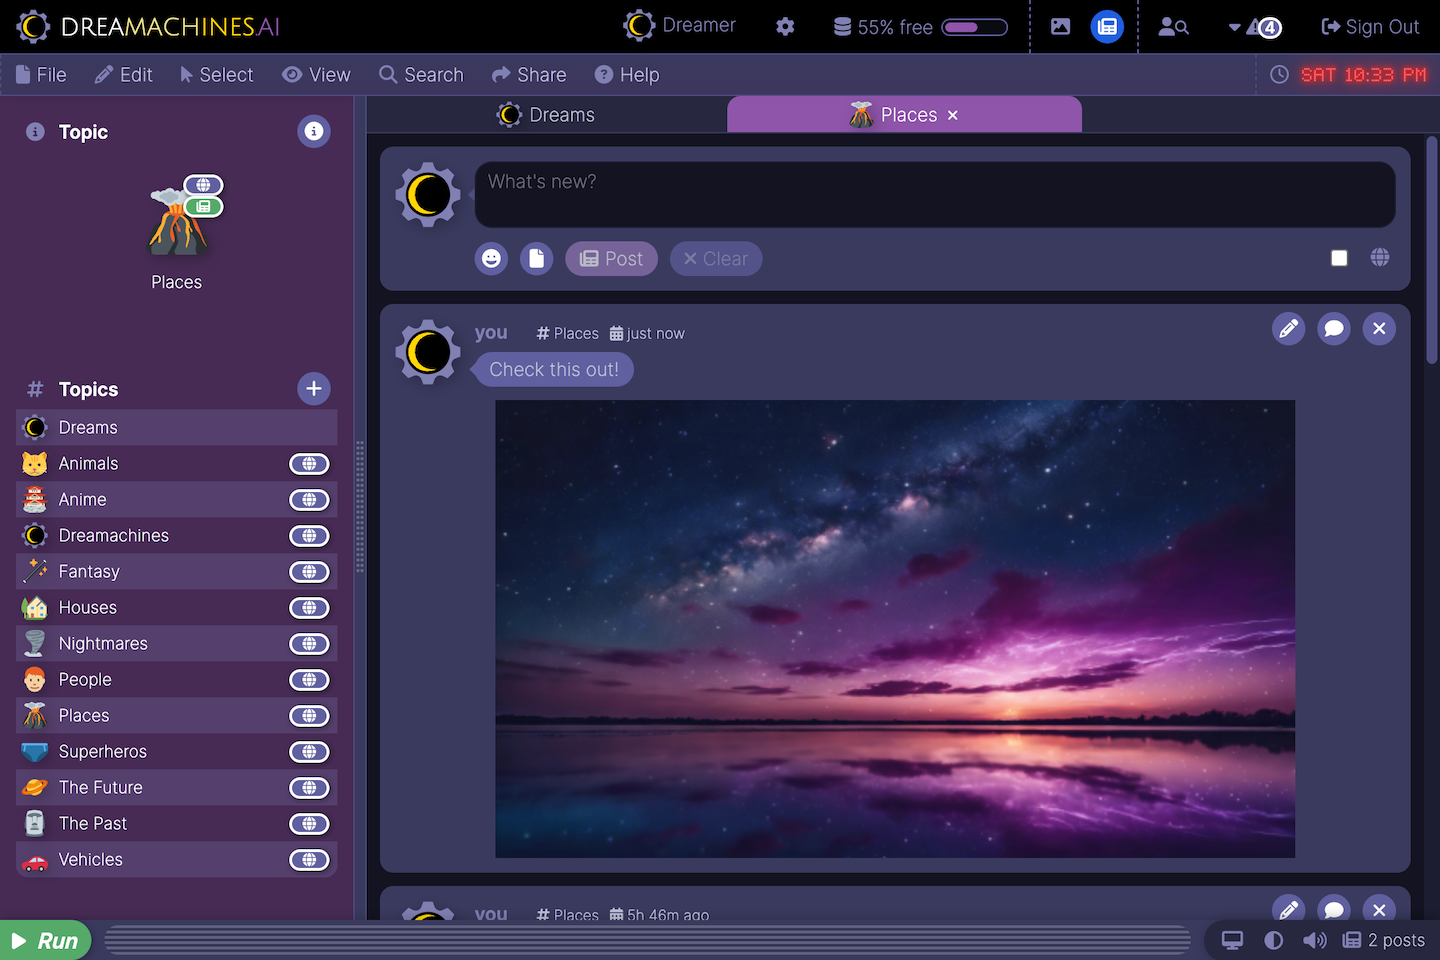 DREAMACHINES.AI
Dreamer
55% free
4
Sign Out
File
Edit
Select
View
Search
Share
Help
SAT 10:33 PM
Topic
Places
Topics
Dreams
Animals
Anime
Dreamachines
Fantasy
Houses
Nightmares
People
Places
Superheros
The Future
The Past
Vehicles
Dreams
Places
What's new?
Post
Clear
you # Places just now
Check this out!
you # Places 5h 46m ago
Run
2 posts